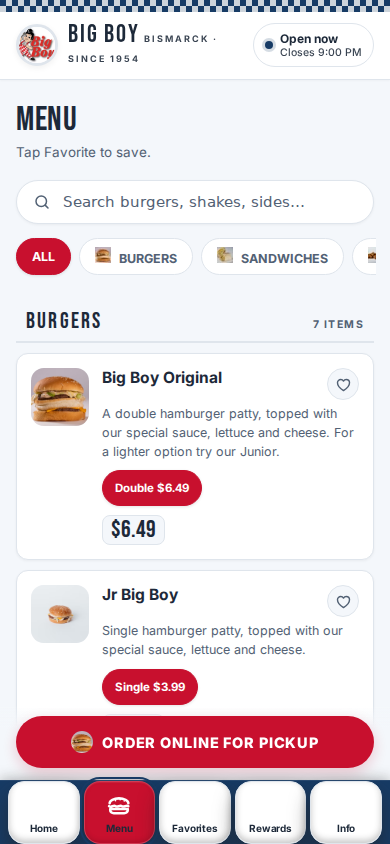 Big Boy
BIG BOY BISMARCK ·
SINCE 1954
Open now
Closes 9:00 PM
MENU
Tap Favorite to save.
Search burgers, shakes, sides...
ALL
BURGERS
SANDWICHES
BURGERS
7 ITEMS
Big Boy Original
A double hamburger patty, topped with
our special sauce, lettuce and cheese. For
a lighter option try our Junior.
Double $6.49
$6.49
Jr Big Boy
Single hamburger patty, topped with our
special sauce, lettuce and cheese.
Single $3.99
ORDER ONLINE FOR PICKUP
Home
Menu
Favorites
Rewards
Info